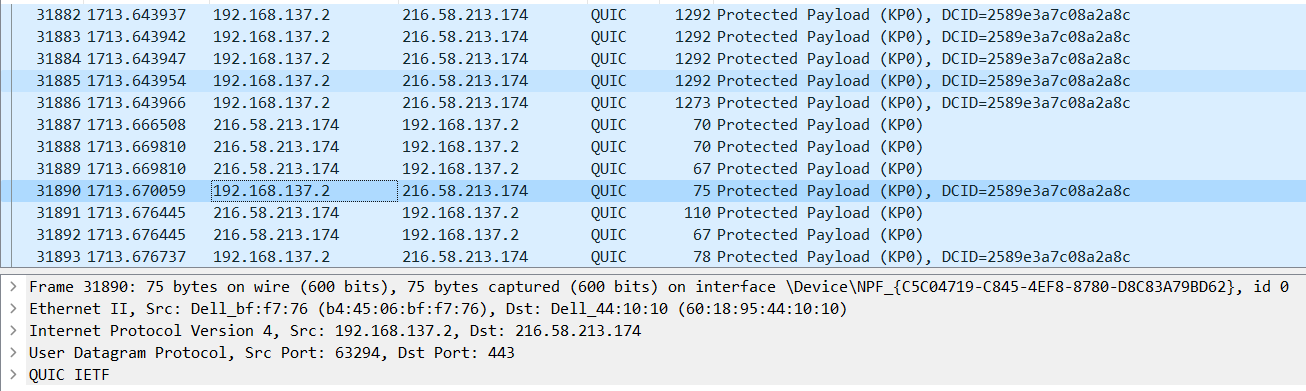 31882 1713.643937 192.168.137.2 216.58.213.174 QUIC 1292 Protected Payload (KP0), DCID=2589e3a7c08a2a8c
31883 1713.643942 192.168.137.2 216.58.213.174 QUIC 1292 Protected Payload (KP0), DCID=2589e3a7c08a2a8c
31884 1713.643947 192.168.137.2 216.58.213.174 QUIC 1292 Protected Payload (KP0), DCID=2589e3a7c08a2a8c
31885 1713.643954 192.168.137.2 216.58.213.174 QUIC 1292 Protected Payload (KP0), DCID=2589e3a7c08a2a8c
31886 1713.643966 192.168.137.2 216.58.213.174 QUIC 1273 Protected Payload (KP0), DCID=2589e3a7c08a2a8c
31887 1713.666508 216.58.213.174 192.168.137.2 QUIC 70 Protected Payload (KP0)
31888 1713.669810 216.58.213.174 192.168.137.2 QUIC 70 Protected Payload (KP0)
31889 1713.669810 216.58.213.174 192.168.137.2 QUIC 67 Protected Payload (KP0)
31890 1713.670059 192.168.137.2 216.58.213.174 QUIC 75 Protected Payload (KP0), DCID=2589e3a7c08a2a8c
31891 1713.676445 216.58.213.174 192.168.137.2 QUIC 110 Protected Payload (KP0)
31892 1713.676445 216.58.213.174 192.168.137.2 QUIC 67 Protected Payload (KP0)
31893 1713.676737 192.168.137.2 216.58.213.174 QUIC 78 Protected Payload (KP0), DCID=2589e3a7c08a2a8c
Frame 31890: 75 bytes on wire (600 bits), 75 bytes captured (600 bits) on interface \Device\NPF_{C5C04719-C845-4EF8-8780-D8C83A79BD62}, id 0
Ethernet II, Src: Dell_bf:f7:76 (b4:45:06:bf:f7:76), Dst: Dell_44:10:10 (60:18:95:44:10:10)
Internet Protocol Version 4, Src: 192.168.137.2, Dst: 216.58.213.174
User Datagram Protocol, Src Port: 63294, Dst Port: 443
QUIC IETF